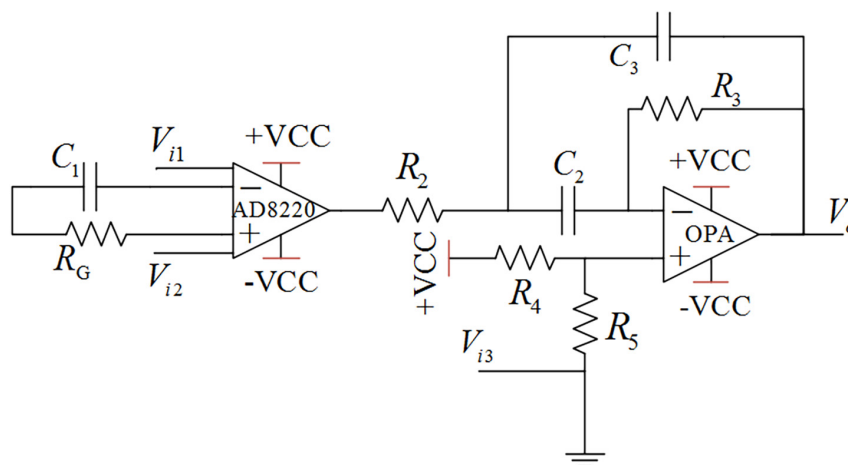 C3
R3
C1
Vi1
+VCC
R2
C2
+VCC
−
AD8220
+
−
OPA
+
RG
Vi2
-VCC
+VCC
R4
-VCC
Vi3
R5